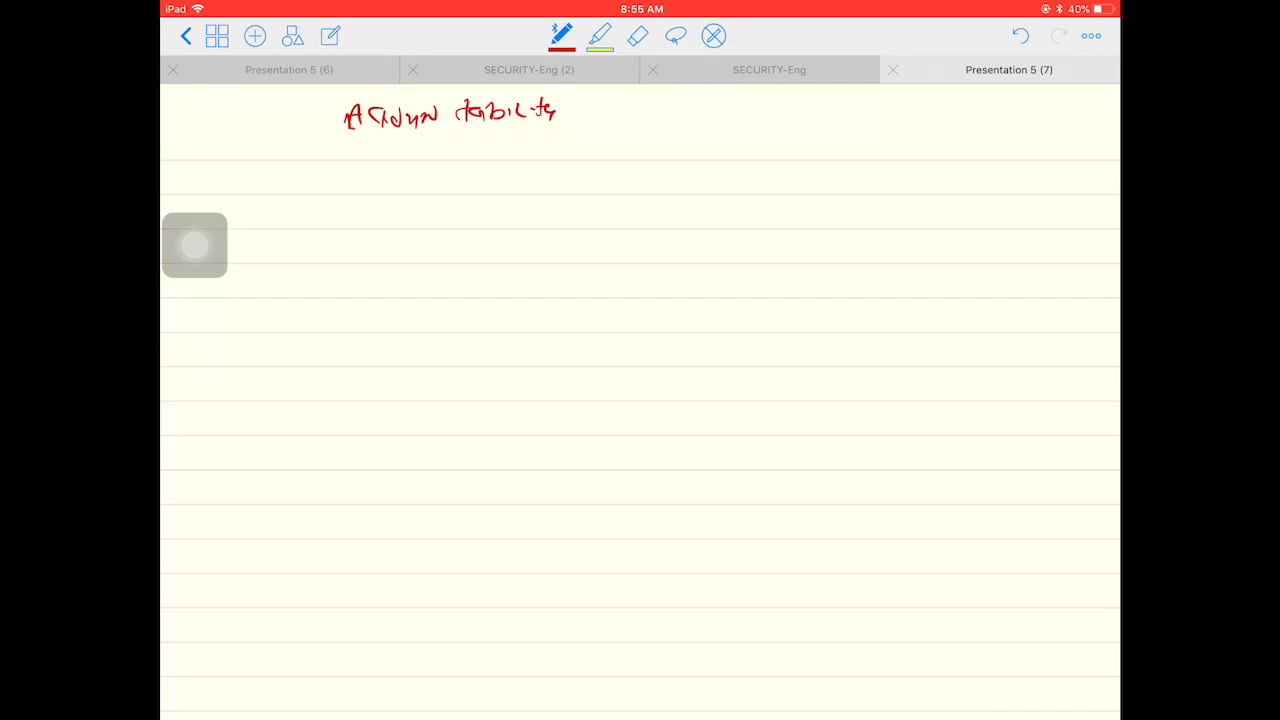 iPad 8:55 AM 40%
Presentation 5 (6) SECURITY-Eng (2) SECURITY-Eng Presentation 5 (7)